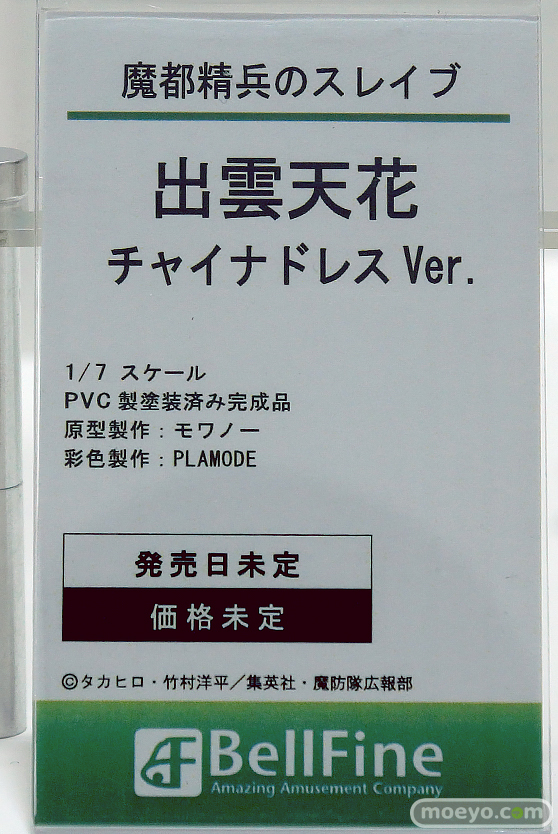 魔都精兵のスレイブ
出雲天花
チャイナドレス Ver.
1/7 スケール
PVC 製塗装済み完成品
原型製作：モワノー
彩色製作：PLAMODE
発売日未定
価格未定
©タカヒロ・竹村洋平／集英社・魔防隊広報部
BellFine
Amazing Amusement Company
moeyo.com